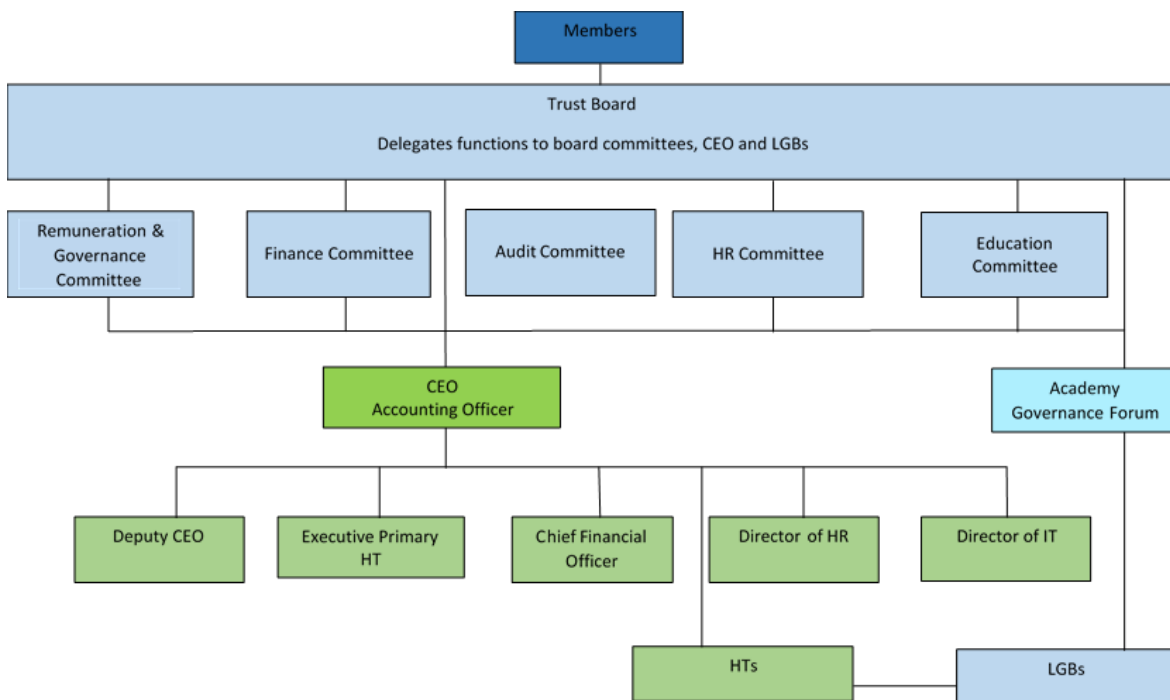 Members
Trust Board
Delegates functions to board committees, CEO and LGBs
Remuneration &
Governance
Committee
Finance Committee
Audit Committee
HR Committee
Education
Committee
CEO
Accounting Officer
Academy
Governance Forum
Deputy CEO
Executive Primary
HT
Chief Financial
Officer
Director of HR
Director of IT
HTs
LGBs